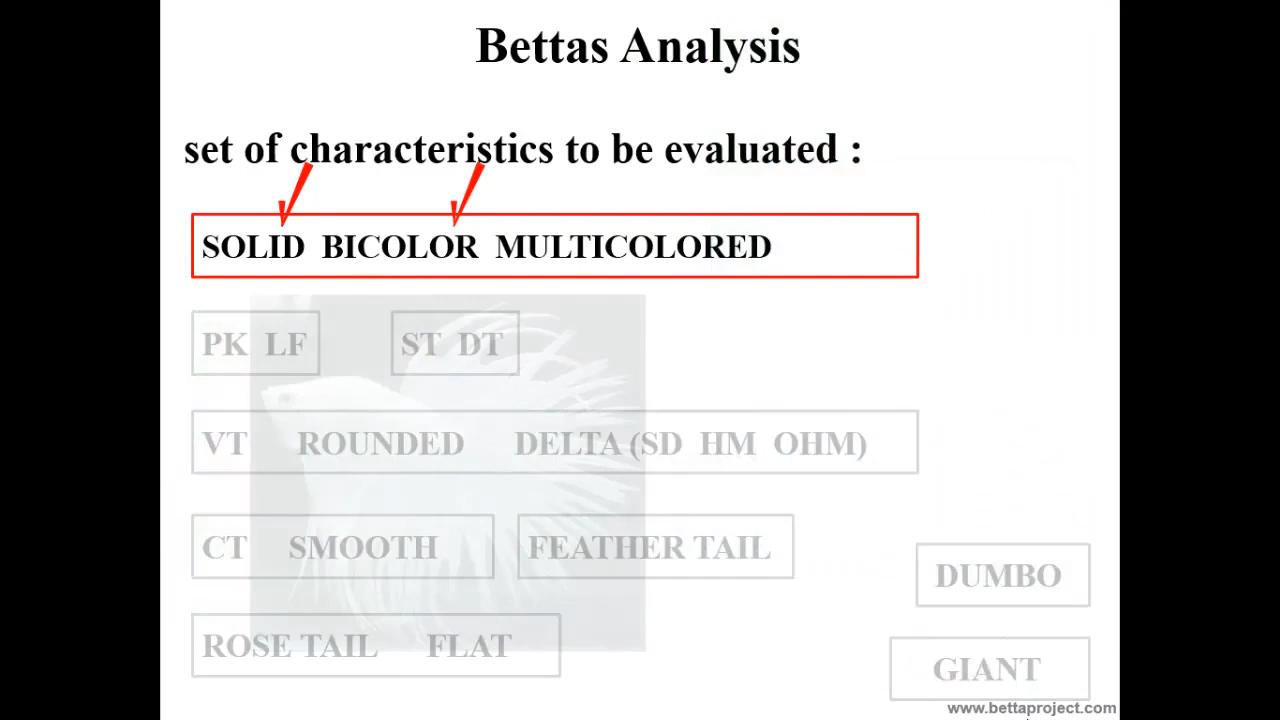 Bettas Analysis
set of characteristics to be evaluated :
SOLID BICOLOR MULTICOLORED
PK LF
ST DT
VT ROUNDED DELTA (SD HM OHM)
CT SMOOTH
FEATHER TAIL
DUMBO
ROSE TAIL FLAT
GIANT
www.bettaproject.com